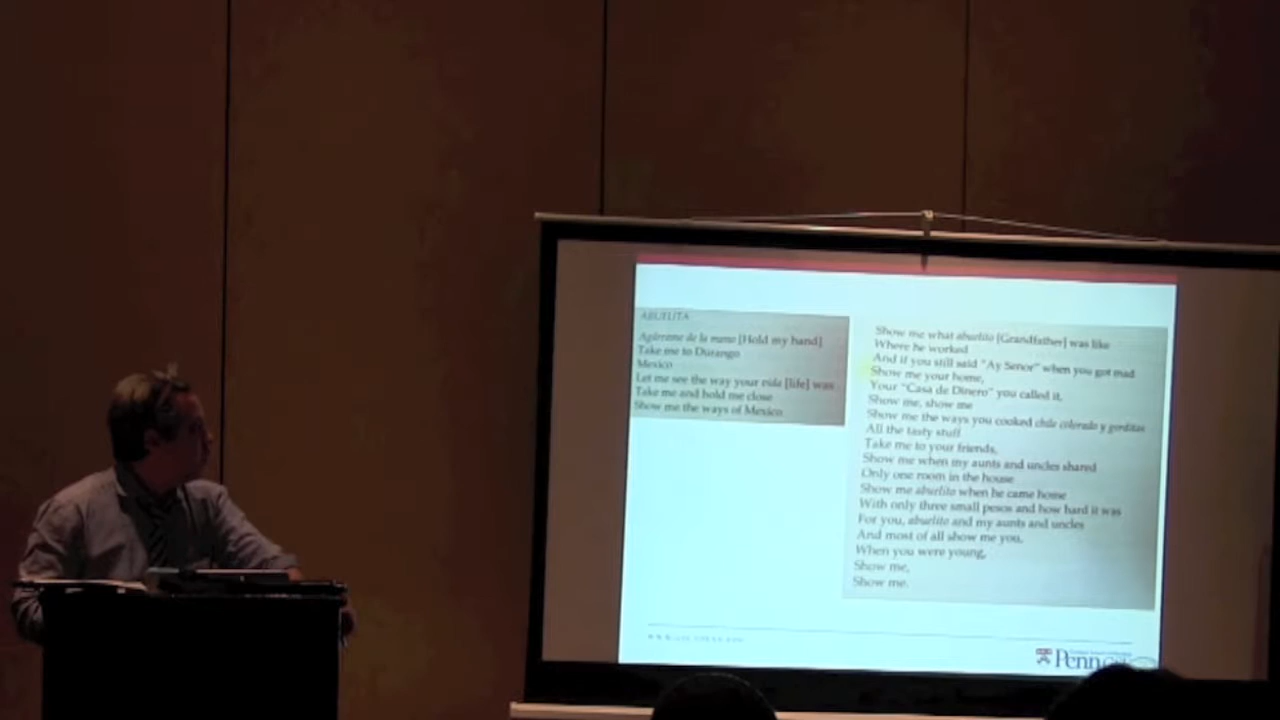 ABUELITA
Agárrame de la mano [Hold my hand]
Take me to Durango
Mexico
Let me see the way your vida [life] was
Take me and hold me close
Show me the ways of Mexico
Show me what abuelito [Grandfather] was like
Where he worked
And if you still said "Ay Senor" when you got mad
Show me your home,
Your "Casa de Dinero" you called it,
Show me, show me
Show me the ways you cooked chile colorado y gorditas
All the tasty stuff
Take me to your friends,
Show me when my aunts and uncles shared
Only one room in the house
Show me abuelito when he came home
With only three small pesos and how hard it was
For you, abuelito and my aunts and uncles
And most of all show me you,
When you were young,
Show me,
Show me.
Penn